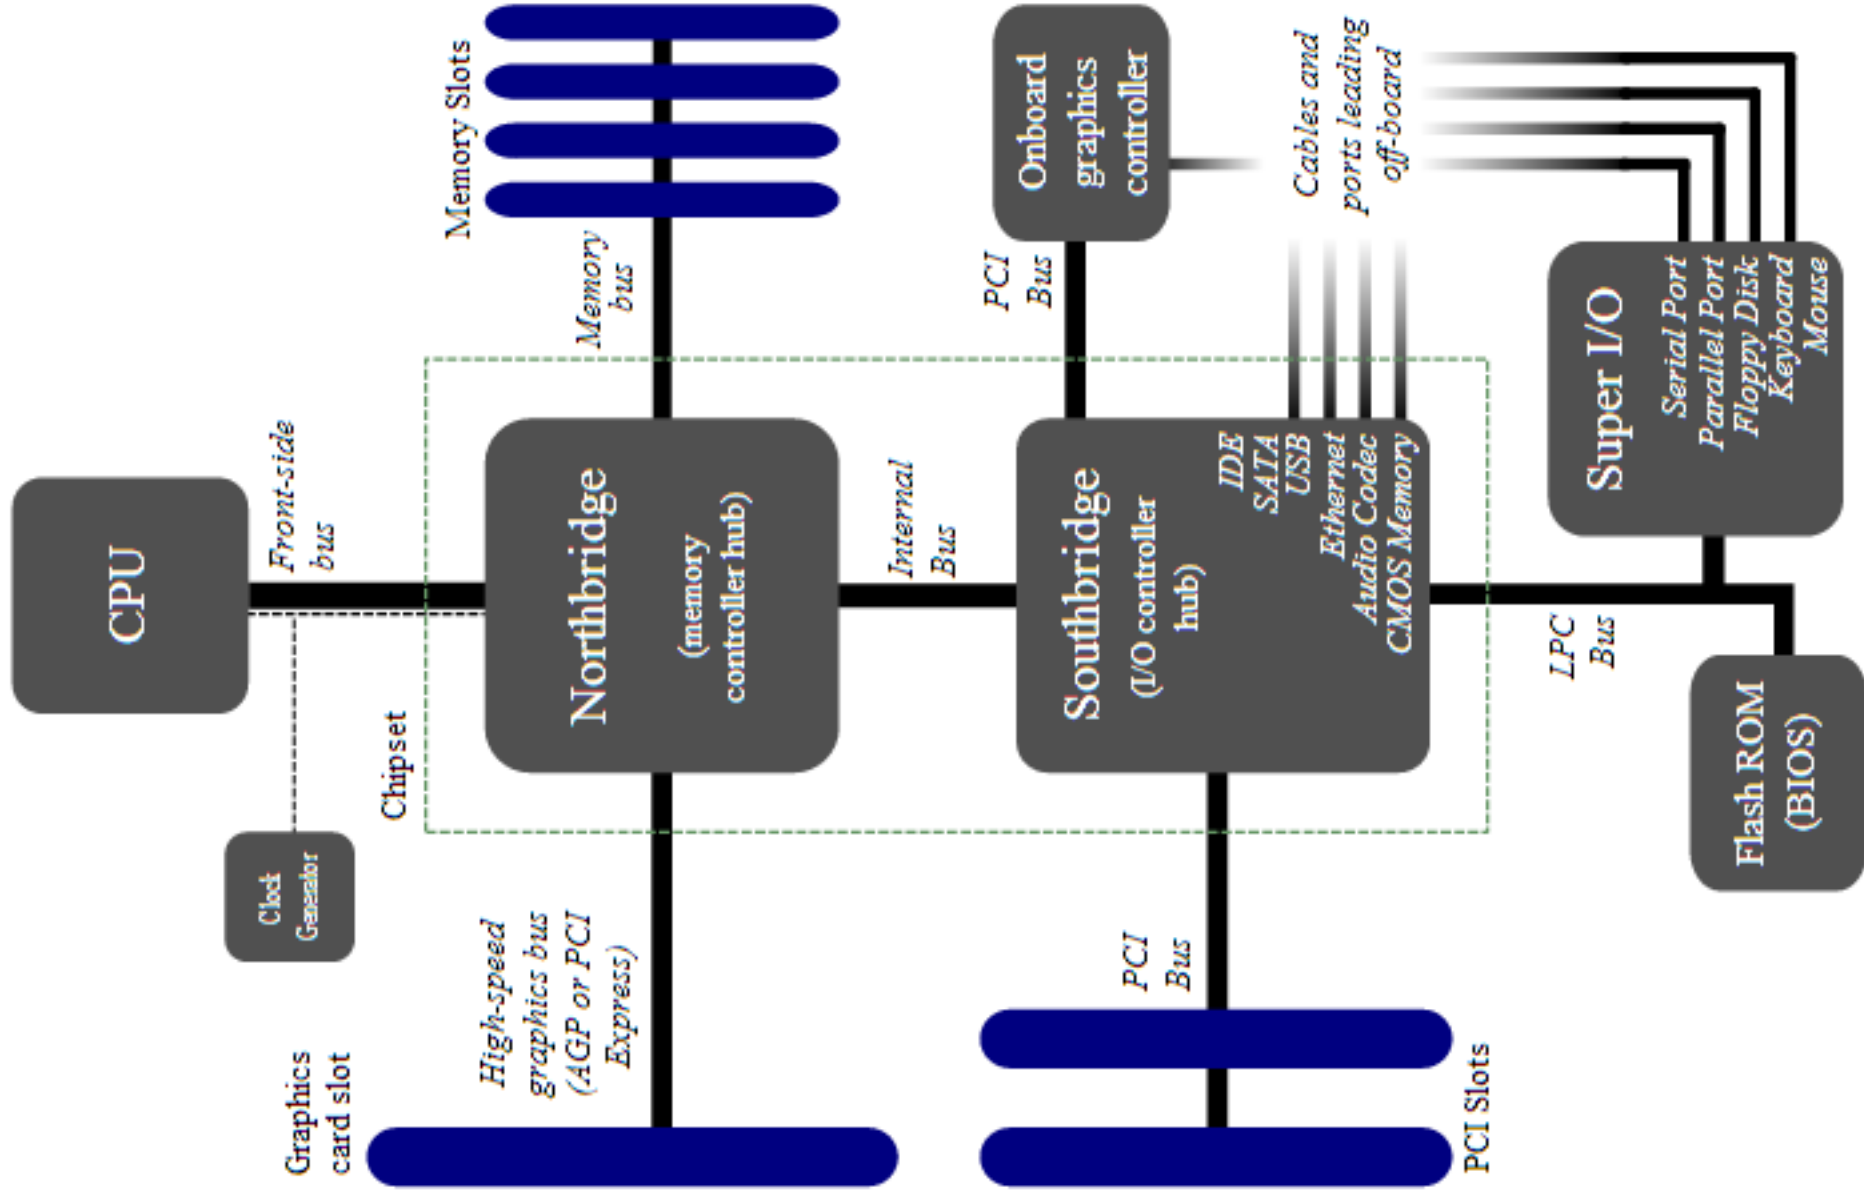 CPU
Front-side
bus
Clock
Generator
Chipset
Graphics
card slot
High-speed
graphics bus
(AGP or PCI
Express)
Northbridge
(memory
controller hub)
Memory
bus
Memory Slots
Internal
Bus
Southbridge
(I/O controller
hub)
IDE
SATA
USB
Ethernet
Audio Codec
CMOS Memory
PCI
Bus
Onboard
graphics
controller
Cables and
ports leading
off-board
PCI
Bus
PCI Slots
LPC
Bus
Super I/O
Serial Port
Parallel Port
Floppy Disk
Keyboard
Mouse
Flash ROM
(BIOS)